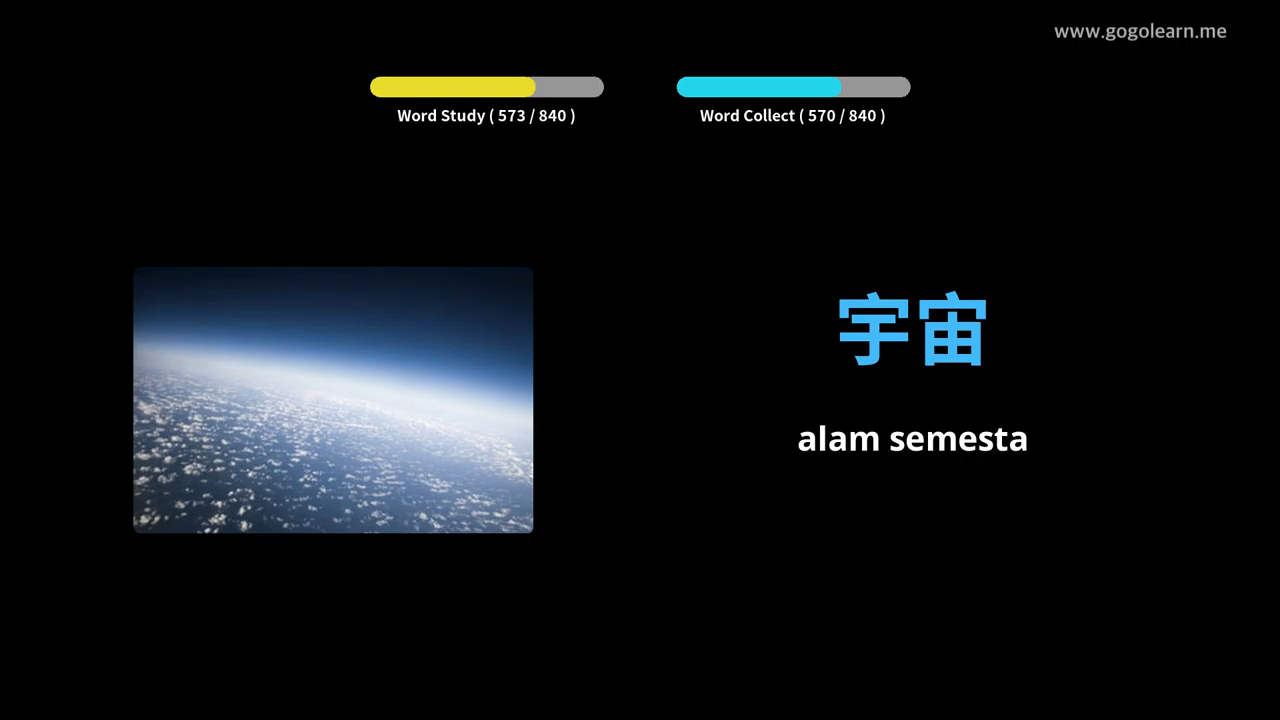 www.gogolearn.me
Word Study ( 573 / 840 )
Word Collect ( 570 / 840 )
宇宙
alam semesta